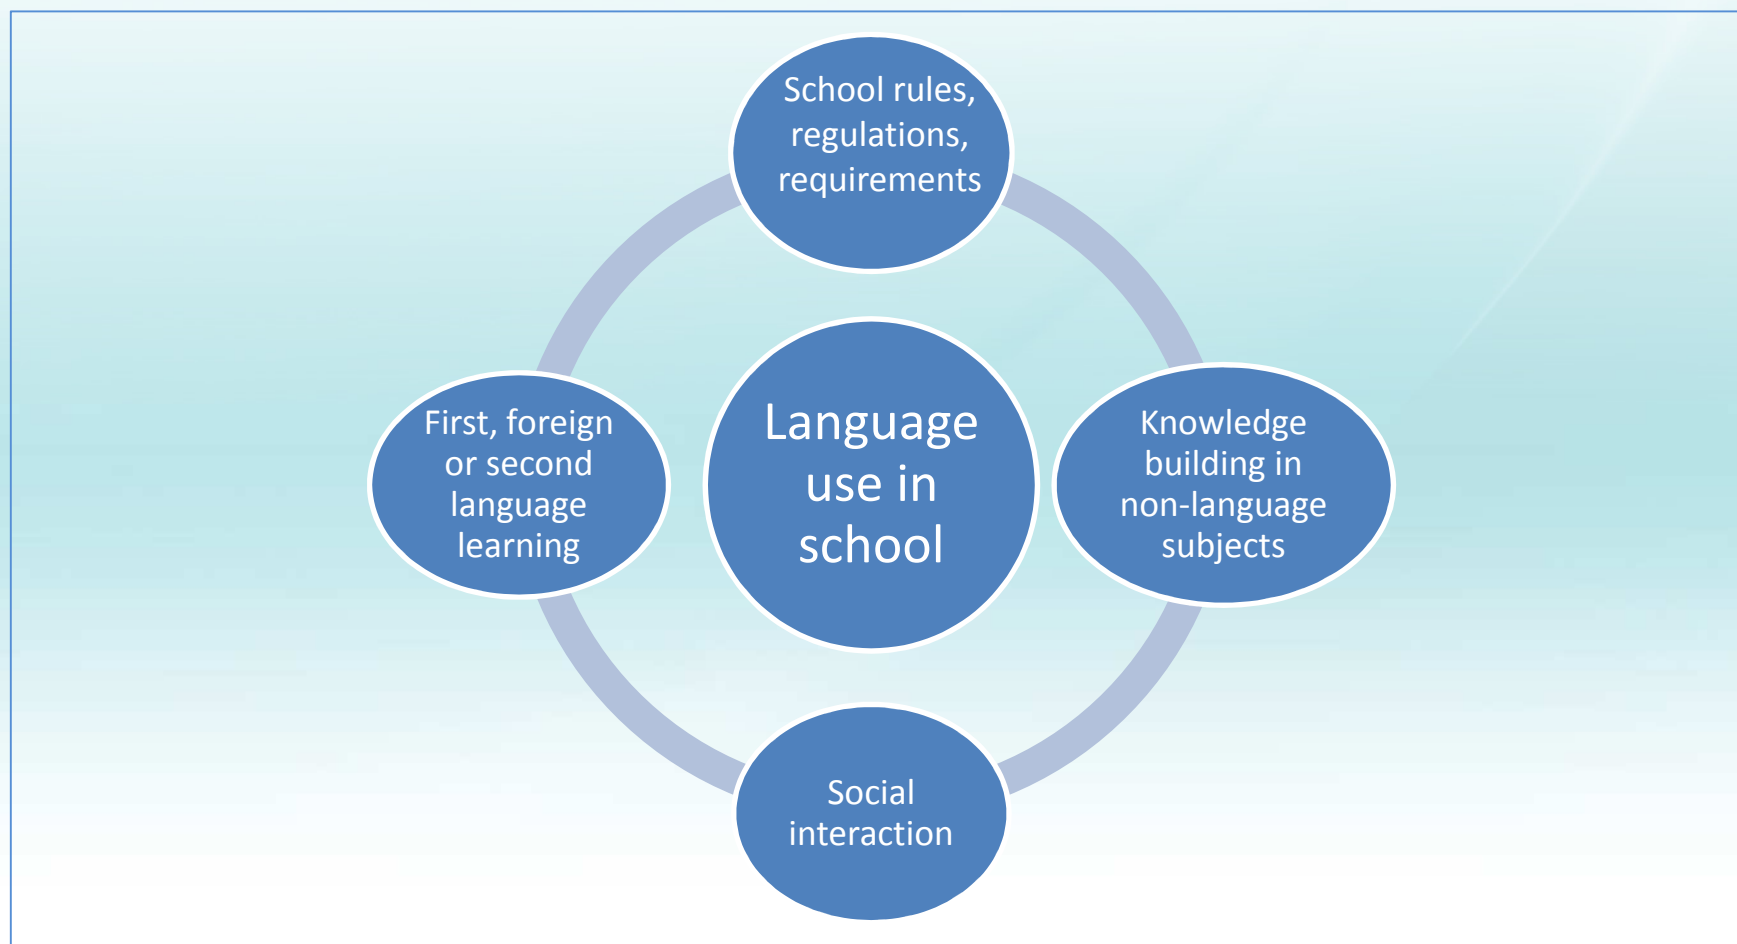 School rules,
regulations,
requirements
First, foreign
or second
language
learning
Language
use in
school
Knowledge
building in
non-language
subjects
Social
interaction